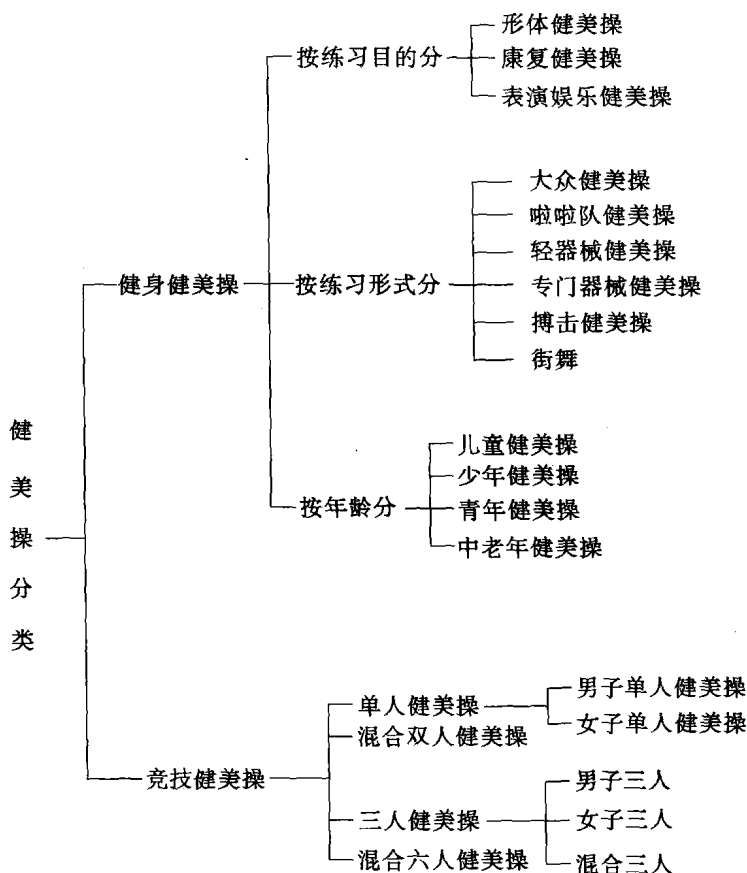 健美操分类
健身健美操
按练习目的分
形体健美操
康复健美操
表演娱乐健美操
按练习形式分
大众健美操
啦啦队健美操
轻器械健美操
专门器械健美操
搏击健美操
街舞
按年龄分
儿童健美操
少年健美操
青年健美操
中老年健美操
竞技健美操
单人健美操
男子单人健美操
女子单人健美操
混合双人健美操
三人健美操
男子三人
女子三人
混合三人
混合六人健美操